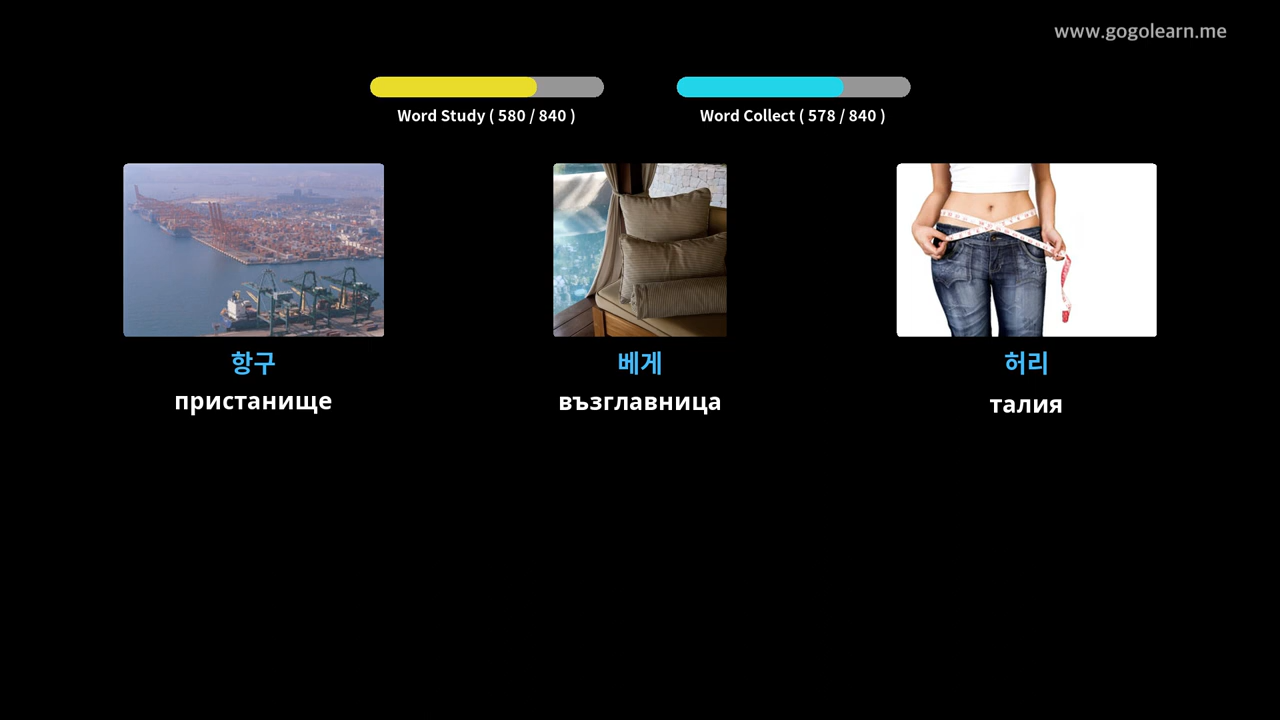 www.gogolearn.me
Word Study ( 580 / 840 )
Word Collect ( 578 / 840 )
항구
пристанище
베게
възглавница
허리
талия